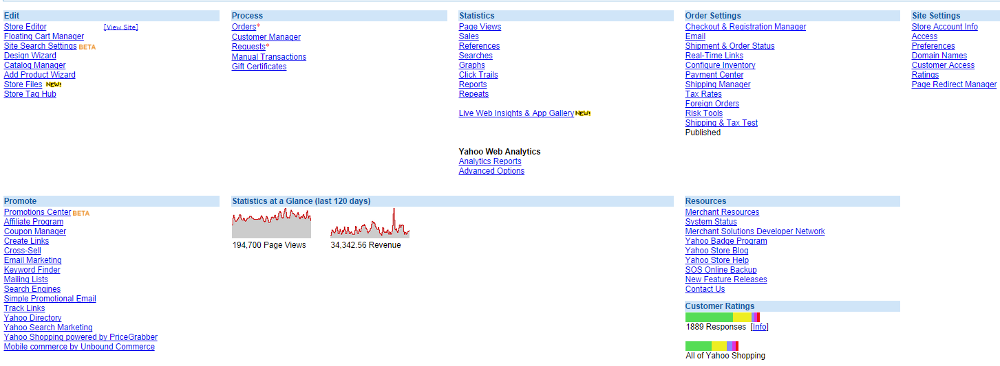 Edit
Store Editor [View Site]
Floating Cart Manager
Site Search Settings BETA
Design Wizard
Catalog Manager
Add Product Wizard
Store Files NEW!
Store Tag Hub
Process
Orders*
Customer Manager
Requests*
Manual Transactions
Gift Certificates
Statistics
Page Views
Sales
References
Searches
Graphs
Click Trails
Reports
Repeats
Live Web Insights & App Gallery NEW!
Yahoo Web Analytics
Analytics Reports
Advanced Options
Order Settings
Checkout & Registration Manager
Email
Shipment & Order Status
Real-Time Links
Configure Inventory
Payment Center
Shipping Manager
Tax Rates
Foreign Orders
Risk Tools
Shipping & Tax Test
Published
Site Settings
Store Account Info
Access
Preferences
Domain Names
Customer Access
Ratings
Page Redirect Manager
Promote
Promotions Center BETA
Affiliate Program
Coupon Manager
Create Links
Cross-Sell
Email Marketing
Keyword Finder
Mailing Lists
Search Engines
Simple Promotional Email
Track Links
Yahoo Directory
Yahoo Search Marketing
Yahoo Shopping powered by PriceGrabber
Mobile commerce by Unbound Commerce
Statistics at a Glance (last 120 days)
194,700 Page Views
34,342.56 Revenue
Resources
Merchant Resources
System Status
Merchant Solutions Developer Network
Yahoo Badge Program
Yahoo Store Blog
Yahoo Store Help
SOS Online Backup
New Feature Releases
Contact Us
Customer Ratings
1889 Responses [Info]
All of Yahoo Shopping